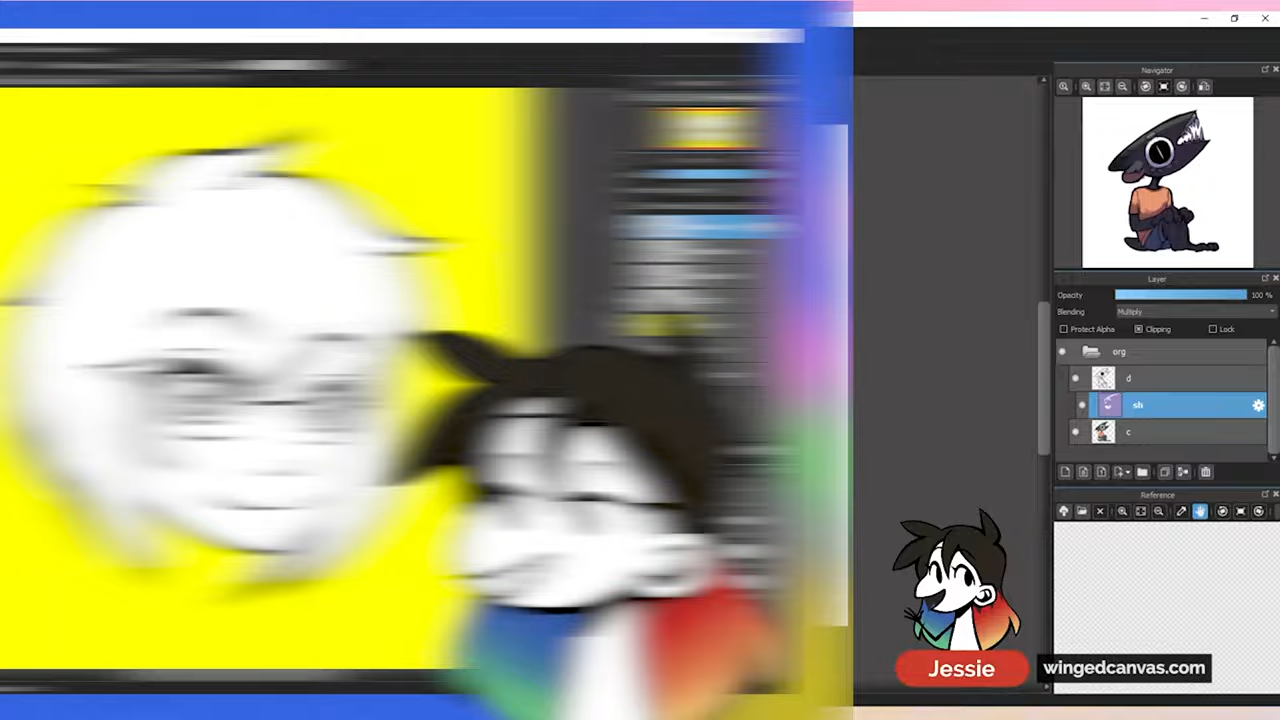 Navigator
Layer
Opacity 100 %
Blending Multiply
Protect Alpha Clipping Lock
org
d
sh
c
Reference
Jessie
wingedcanvas.com